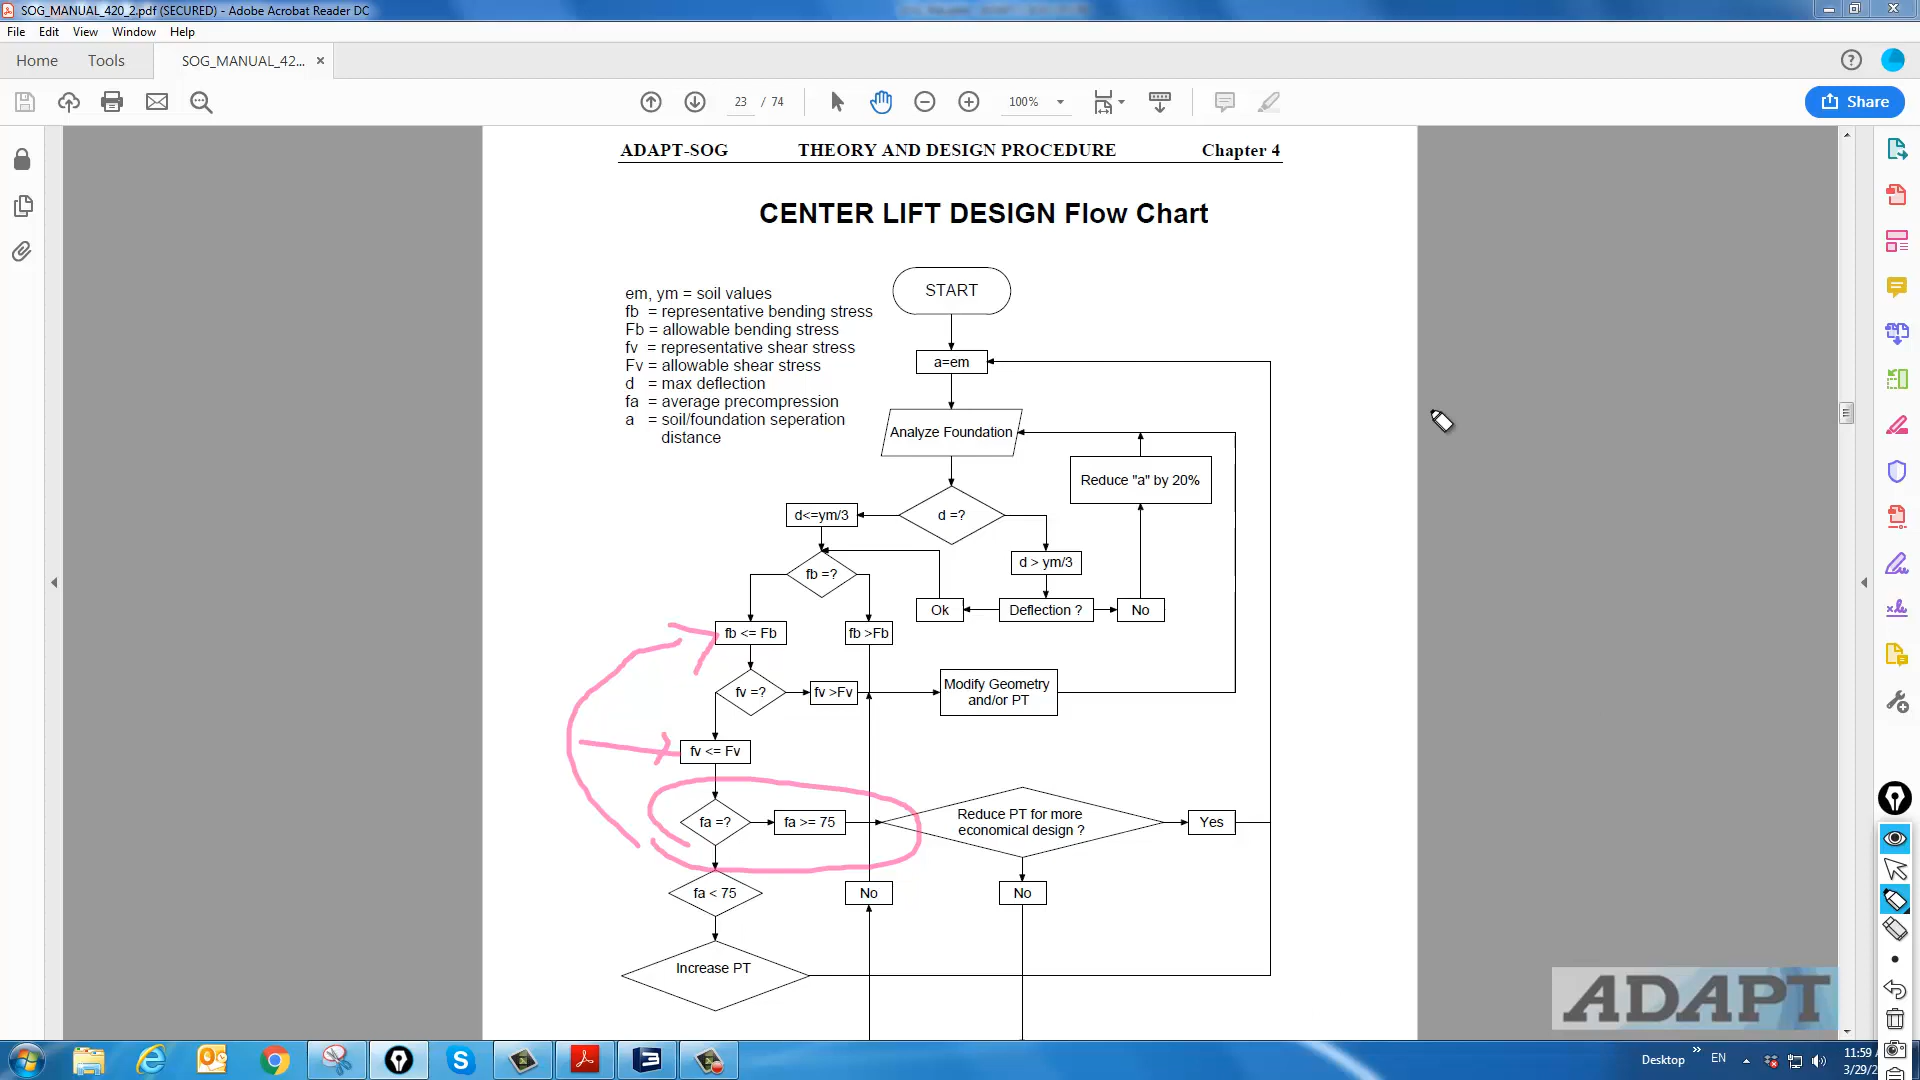 SOG_MANUAL_420_2.pdf (SECURED) - Adobe Acrobat Reader DC
File Edit View Window Help
Home Tools SOG_MANUAL_42... ×
23 / 74 100% Share
ADAPT-SOG THEORY AND DESIGN PROCEDURE Chapter 4
CENTER LIFT DESIGN Flow Chart
em, ym = soil values
fb = representative bending stress
Fb = allowable bending stress
fv = representative shear stress
Fv = allowable shear stress
d = max deflection
fa = average precompression
a = soil/foundation seperation
distance
START
a=em
Analyze Foundation
Reduce "a" by 20%
d<=ym/3
d =?
d > ym/3
fb =?
Ok
Deflection ?
No
fb <= Fb
fb >Fb
fv =?
fv >Fv
Modify Geometry
and/or PT
fv <= Fv
fa =?
fa >= 75
Reduce PT for more
economical design ?
Yes
fa < 75
No
No
Increase PT
ADAPT
Desktop » EN 11:59
3/29/2